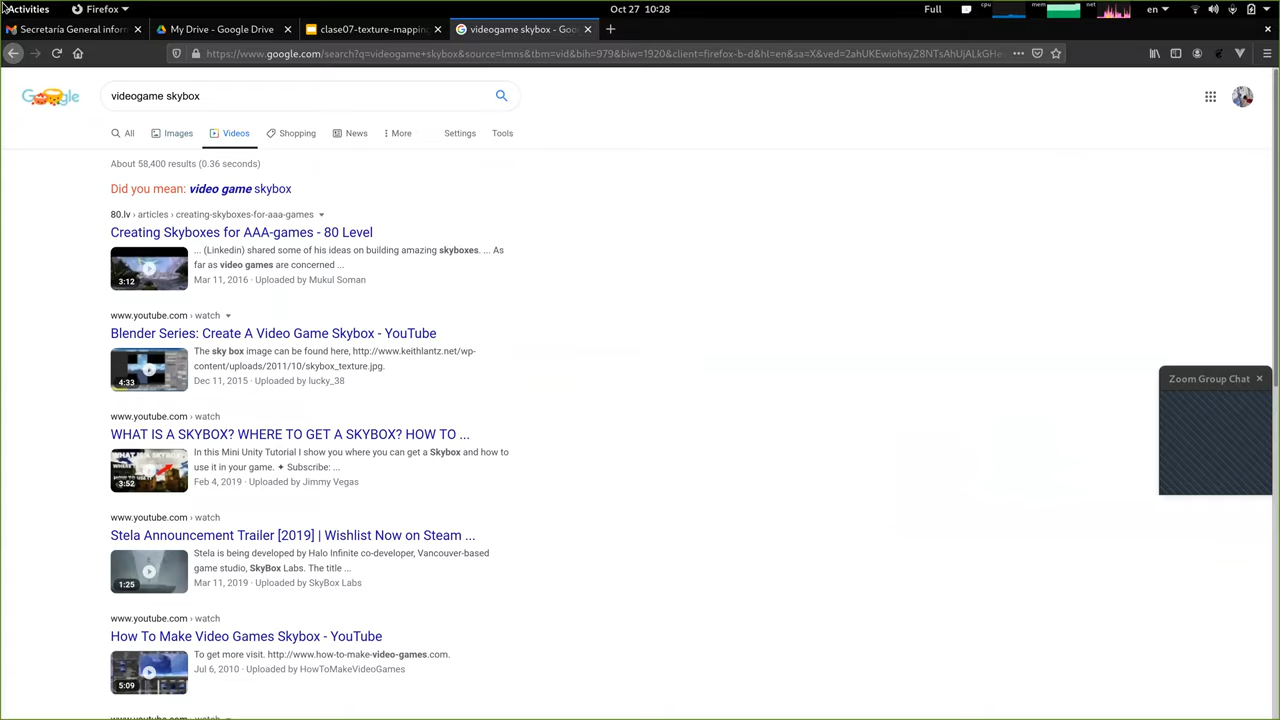 Activities
Firefox
Oct 27 10:28
Full
cpu
mem
net
en
Secretaría General inform
My Drive - Google Drive
clase07-texture-mapping
videogame skybox - Goo
https://www.google.com/search?q=videogame+skybox&source=lmns&tbm=vid&bih=979&biw=1920&client=firefox-b-d&hl=en&sa=X&ved=2ahUKEwiohsyZ8NTsAhUjALkGHe
videogame skybox
All
Images
Videos
Shopping
News
More
Settings
Tools
About 58,400 results (0.36 seconds)
Did you mean: video game skybox
80.lv › articles › creating-skyboxes-for-aaa-games
Creating Skyboxes for AAA-games - 80 Level
3:12
... (Linkedin) shared some of his ideas on building amazing skyboxes. ... As
far as video games are concerned ...
Mar 11, 2016 · Uploaded by Mukul Soman
www.youtube.com › watch
Blender Series: Create A Video Game Skybox - YouTube
4:33
The sky box image can be found here, http://www.keithlantz.net/wp-
content/uploads/2011/10/skybox_texture.jpg.
Dec 11, 2015 · Uploaded by lucky_38
www.youtube.com › watch
WHAT IS A SKYBOX? WHERE TO GET A SKYBOX? HOW TO ...
3:52
In this Mini Unity Tutorial I show you where you can get a Skybox and how to
use it in your game. ✦ Subscribe: ...
Feb 4, 2019 · Uploaded by Jimmy Vegas
www.youtube.com › watch
Stela Announcement Trailer [2019] | Wishlist Now on Steam ...
1:25
Stela is being developed by Halo Infinite co-developer, Vancouver-based
game studio, SkyBox Labs. The title ...
Mar 11, 2019 · Uploaded by SkyBox Labs
www.youtube.com › watch
How To Make Video Games Skybox - YouTube
5:09
To get more visit. http://www.how-to-make-video-games.com.
Jul 6, 2010 · Uploaded by HowToMakeVideoGames
Zoom Group Chat